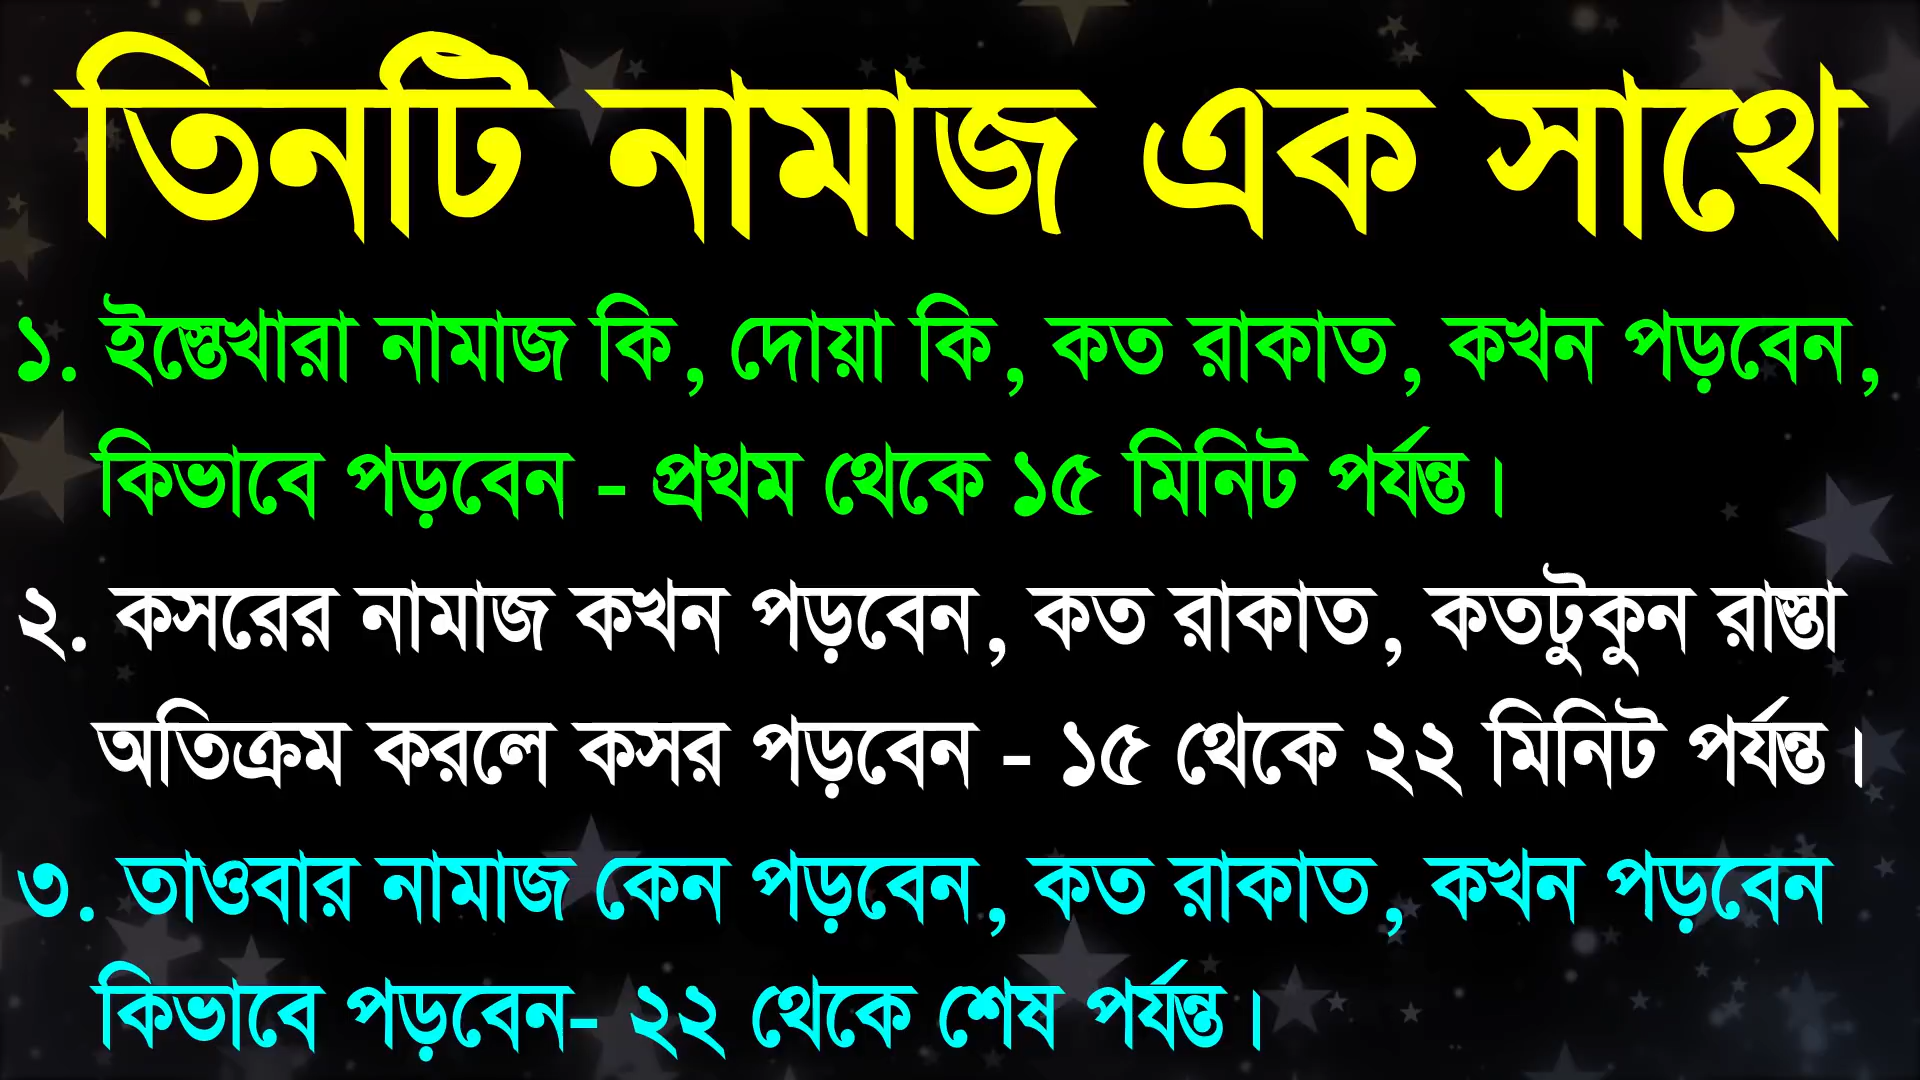 তিনটি নামাজ এক সাথে
১. ইস্তেখারা নামাজ কি, দোয়া কি, কত রাকাত, কখন পড়বেন,
কিভাবে পড়বেন - প্রথম থেকে ১৫ মিনিট পর্যন্ত।
২. কসরের নামাজ কখন পড়বেন, কত রাকাত, কতটুকুন রাস্তা
অতিক্রম করলে কসর পড়বেন - ১৫ থেকে ২২ মিনিট পর্যন্ত।
৩. তাওবার নামাজ কেন পড়বেন, কত রাকাত, কখন পড়বেন
কিভাবে পড়বেন- ২২ থেকে শেষ পর্যন্ত।